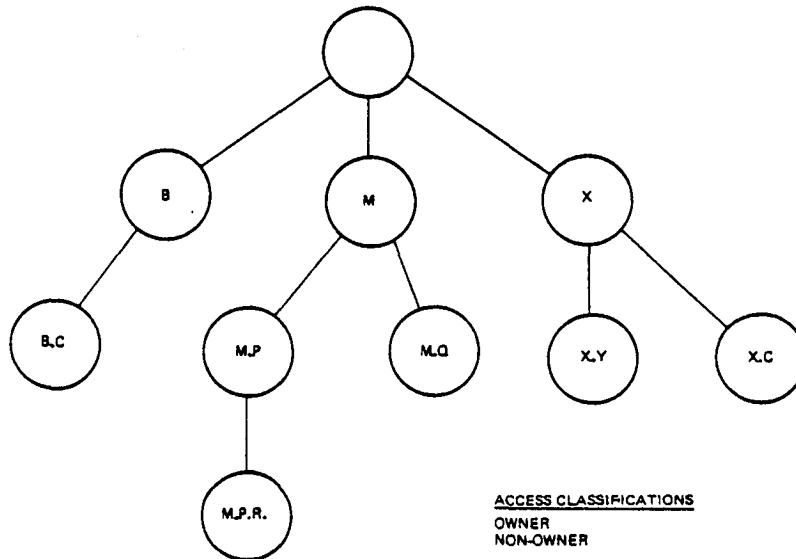 B
M
X
B.C
M.P
M.Q
X.Y
X.C
M.P.R.
ACCESS CLASSIFICATIONS
OWNER
NON-OWNER